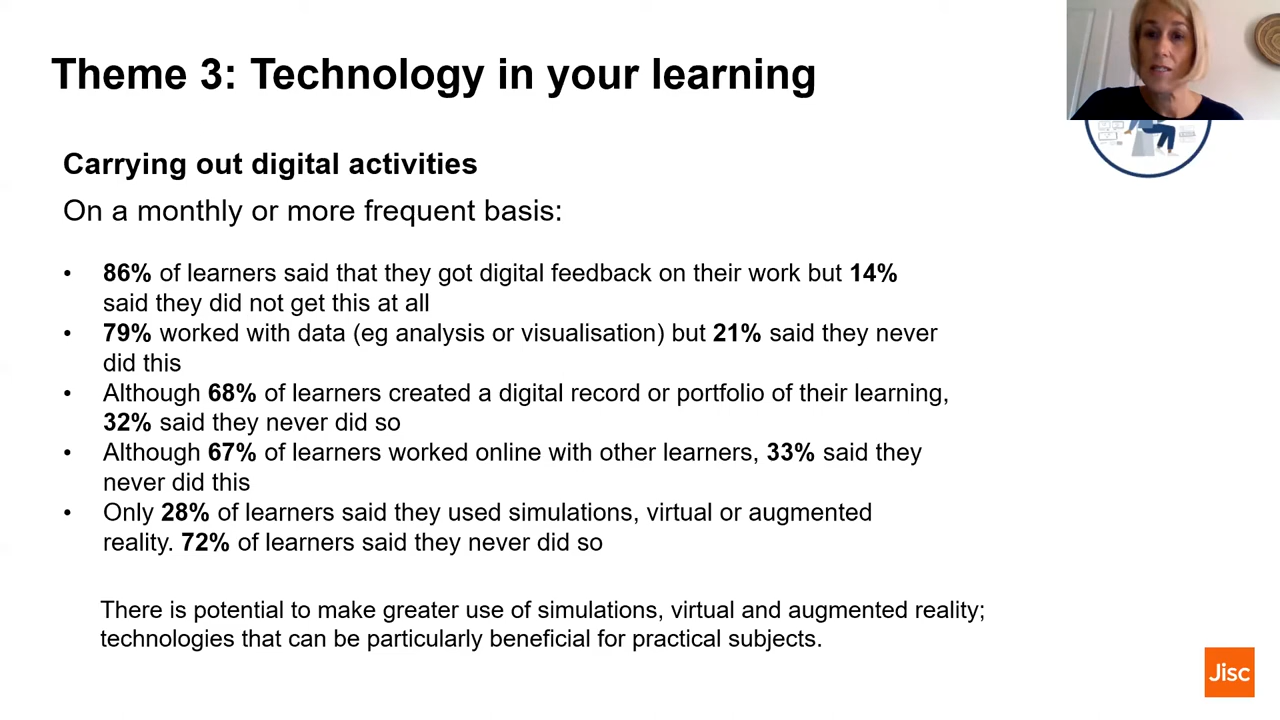 Theme 3: Technology in your learning
Carrying out digital activities
On a monthly or more frequent basis:
• 86% of learners said that they got digital feedback on their work but 14%
said they did not get this at all
• 79% worked with data (eg analysis or visualisation) but 21% said they never
did this
• Although 68% of learners created a digital record or portfolio of their learning,
32% said they never did so
• Although 67% of learners worked online with other learners, 33% said they
never did this
• Only 28% of learners said they used simulations, virtual or augmented
reality. 72% of learners said they never did so
There is potential to make greater use of simulations, virtual and augmented reality;
technologies that can be particularly beneficial for practical subjects.
Jisc